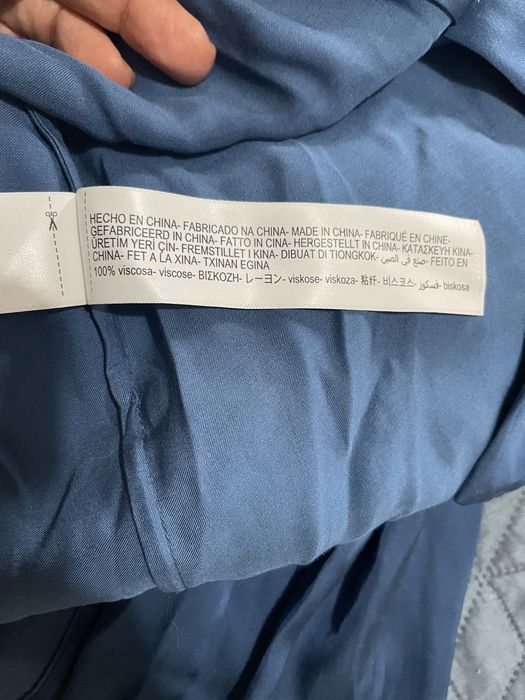 HECHO EN CHINA- FABRICADO NA CHINA- MADE IN CHINA- FABRIQUÉ EN CHINE-
GEFABRICEERD IN CHINA- FATTO IN CINA- HERGESTELLT IN CHINA- ΚΑΤΑΣΚΕΥΗ ΚΙΝΑ-
ÜRETİM YERİ ÇİN- FREMSTILLET I KINA- DIBUAT DI TIONGKOK- صنع في الصين- FEITO EN
CHINA- FET A LA XINA- TXINAN EGINA
100% viscosa- viscose- ΒΙΣΚΟΖΗ- レーヨン- viskose- viskoza- 粘纤- 비스코스- فسكوز- biskosa